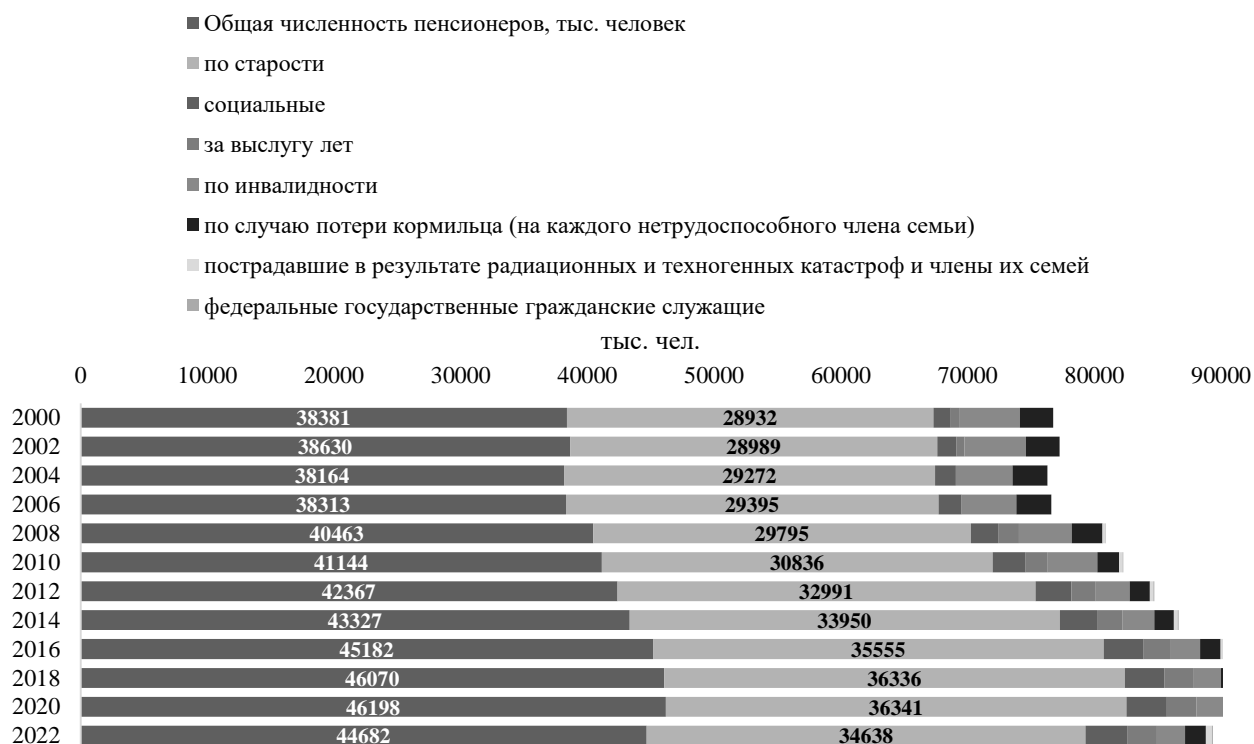 Общая численность пенсионеров, тыс. человек
по старости
социальные
за выслугу лет
по инвалидности
по случаю потери кормильца (на каждого нетрудоспособного члена семьи)
пострадавшие в результате радиационных и техногенных катастроф и члены их семей
федеральные государственные гражданские служащие
тыс. чел.
0 10000 20000 30000 40000 50000 60000 70000 80000 90000
2000 38381 28932
2002 38630 28989
2004 38164 29272
2006 38313 29395
2008 40463 29795
2010 41144 30836
2012 42367 32991
2014 43327 33950
2016 45182 35555
2018 46070 36336
2020 46198 36341
2022 44682 34638